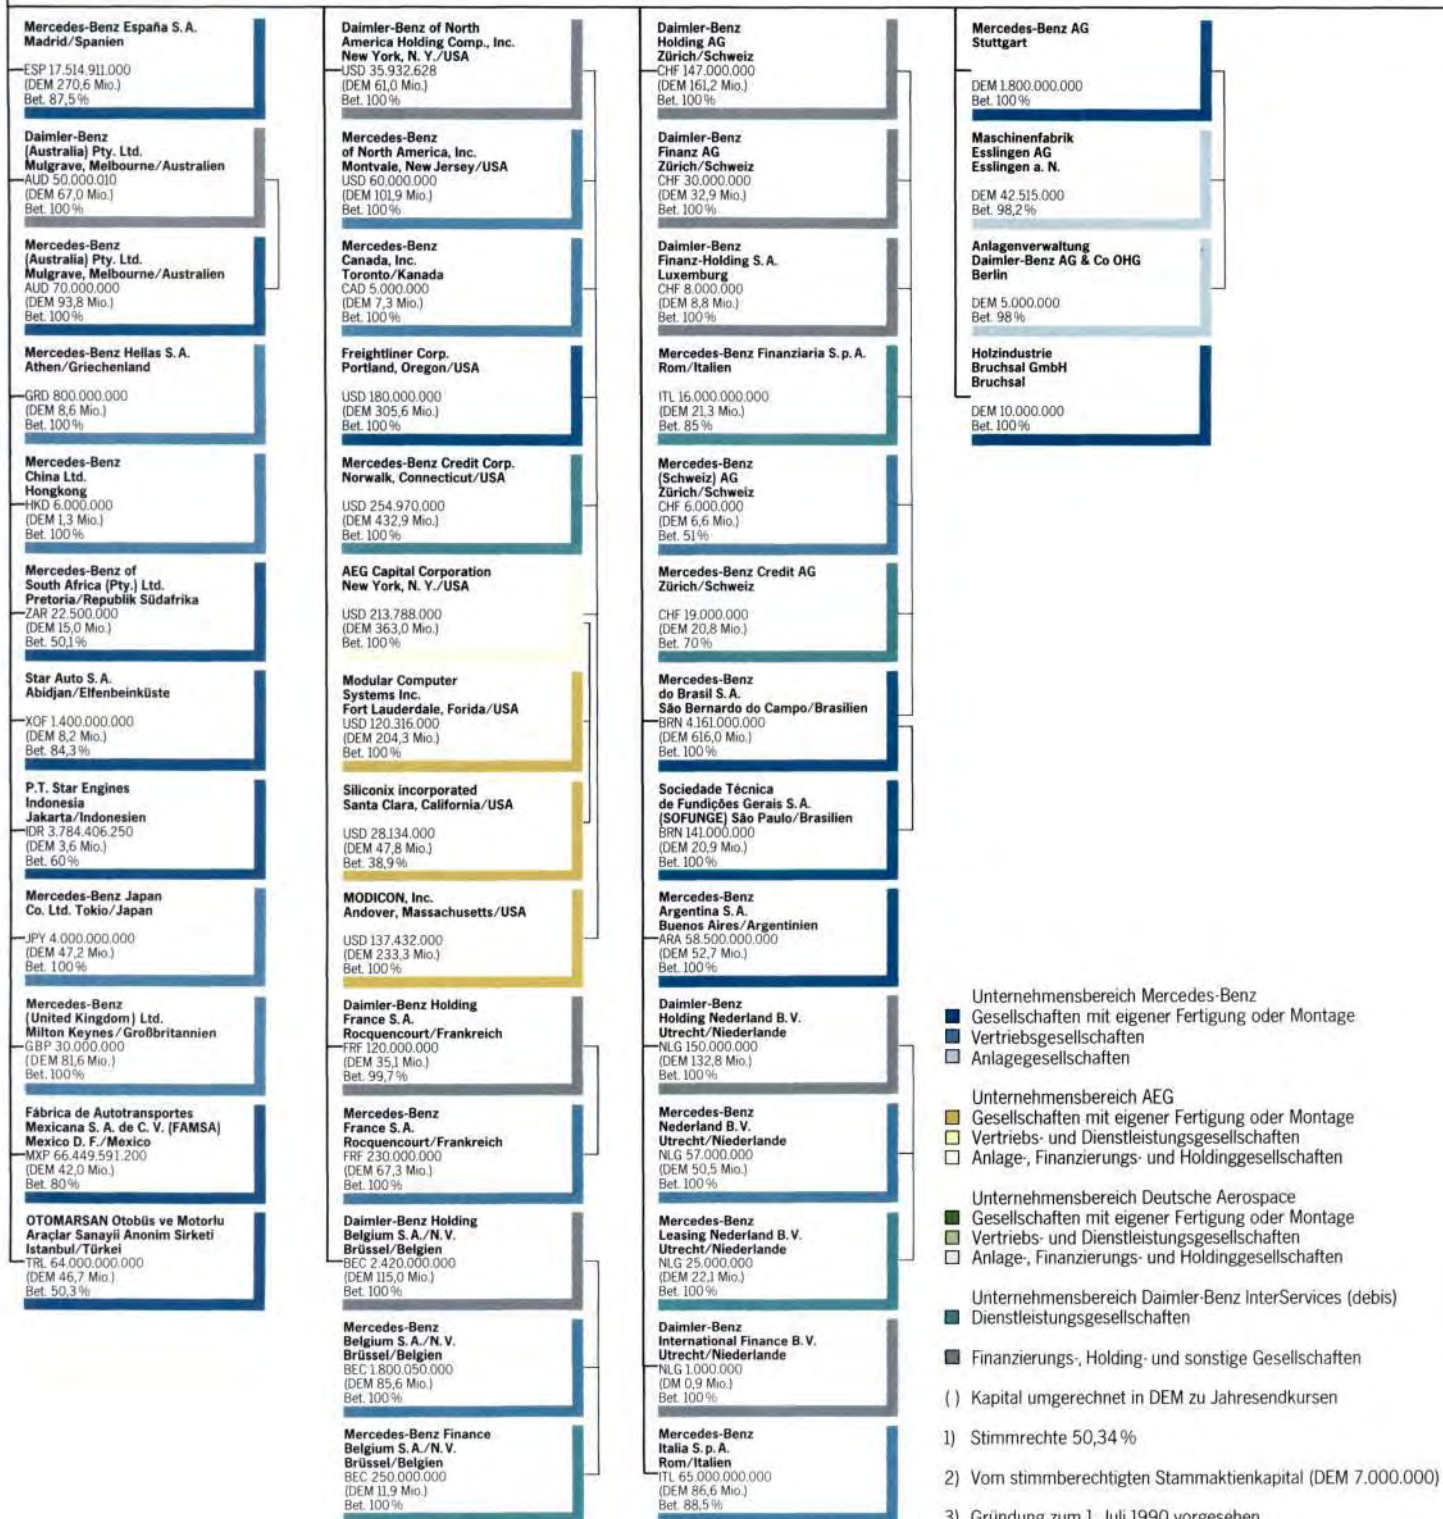 Mercedes-Benz España S.A.
Madrid/Spanien
ESP 17.514.911.000
(DEM 270,6 Mio.)
Bet. 87,5%
Daimler-Benz
(Australia) Pty. Ltd.
Mulgrave, Melbourne/Australien
AUD 50.000.010
(DEM 67,0 Mio.)
Bet. 100%
Mercedes-Benz
(Australia) Pty. Ltd.
Mulgrave, Melbourne/Australien
AUD 70.000.000
(DEM 93,8 Mio.)
Bet. 100%
Mercedes-Benz Hellas S.A.
Athen/Griechenland
GRD 800.000.000
(DEM 8,6 Mio.)
Bet. 100%
Mercedes-Benz
China Ltd.
Hongkong
HKD 6.000.000
(DEM 1,3 Mio.)
Bet. 100%
Mercedes-Benz of
South Africa (Pty.) Ltd.
Pretoria/Republik Südafrika
ZAR 22.500.000
(DEM 15,0 Mio.)
Bet. 50,1%
Star Auto S.A.
Abidjan/Elfenbeinküste
XOF 1.400.000.000
(DEM 8,2 Mio.)
Bet. 84,3%
P.T. Star Engines
Indonesia
Jakarta/Indonesien
IDR 3.784.406.250
(DEM 3,6 Mio.)
Bet. 60%
Mercedes-Benz Japan
Co. Ltd. Tokio/Japan
JPY 4.000.000.000
(DEM 47,2 Mio.)
Bet. 100%
Mercedes-Benz
(United Kingdom) Ltd.
Milton Keynes/Großbritannien
GBP 30.000.000
(DEM 81,6 Mio.)
Bet. 100%
Fábrica de Autotransportes
Mexicana S. A. de C. V. (FAMSA)
Mexico D. F./Mexico
MXP 66.449.591.200
(DEM 42,0 Mio.)
Bet. 80%
OTOMARSAN Otobüs ve Motorlu
Araçlar Sanayii Anonim Sirketi
Istanbul/Türkei
TRL 64.000.000.000
(DEM 46,7 Mio.)
Bet. 50,3%
Daimler-Benz of North
America Holding Comp., Inc.
New York, N. Y./USA
USD 35.932.628
(DEM 61,0 Mio.)
Bet. 100%
Mercedes-Benz
of North America, Inc.
Montvale, New Jersey/USA
USD 60.000.000
(DEM 101,9 Mio.)
Bet. 100%
Mercedes-Benz
Canada, Inc.
Toronto/Kanada
CAD 5.000.000
(DEM 7,3 Mio.)
Bet. 100%
Freightliner Corp.
Portland, Oregon/USA
USD 180.000.000
(DEM 305,6 Mio.)
Bet. 100%
Mercedes-Benz Credit Corp.
Norwalk, Connecticut/USA
USD 254.970.000
(DEM 432,9 Mio.)
Bet. 100%
AEG Capital Corporation
New York, N. Y./USA
USD 213.788.000
(DEM 363,0 Mio.)
Bet. 100%
Modular Computer
Systems Inc.
Fort Lauderdale, Forida/USA
USD 120.316.000
(DEM 204,3 Mio.)
Bet. 100%
Siliconix incorporated
Santa Clara, California/USA
USD 28.134.000
(DEM 47,8 Mio.)
Bet. 38,9%
MODICON, Inc.
Andover, Massachusetts/USA
USD 137.432.000
(DEM 233,3 Mio.)
Bet. 100%
Daimler-Benz Holding
France S.A.
Rocquencourt/Frankreich
FRF 120.000.000
(DEM 35,1 Mio.)
Bet. 99,7%
Mercedes-Benz
France S.A.
Rocquencourt/Frankreich
FRF 230.000.000
(DEM 67,3 Mio.)
Bet. 100%
Daimler-Benz Holding
Belgium S.A./N.V.
Brüssel/Belgien
BEC 2.420.000.000
(DEM 115,0 Mio.)
Bet. 100%
Mercedes-Benz
Belgium S.A./N.V.
Brüssel/Belgien
BEC 1.800.050.000
(DEM 85,6 Mio.)
Bet. 100%
Mercedes-Benz Finance
Belgium S.A./N.V.
Brüssel/Belgien
BEC 250.000.000
(DEM 11,9 Mio.)
Bet. 100%
Daimler-Benz
Holding AG
Zürich/Schweiz
CHF 147.000.000
(DEM 161,2 Mio.)
Bet. 100%
Daimler-Benz
Finanz AG
Zürich/Schweiz
CHF 30.000.000
(DEM 32,9 Mio.)
Bet. 100%
Daimler-Benz
Finanz-Holding S.A.
Luxemburg
CHF 8.000.000
(DEM 8,8 Mio.)
Bet. 100%
Mercedes-Benz Finanziaria S.p.A.
Rom/Italien
ITL 16.000.000.000
(DEM 21,3 Mio.)
Bet. 85%
Mercedes-Benz
(Schweiz) AG
Zürich/Schweiz
CHF 6.000.000
(DEM 6,6 Mio.)
Bet. 51%
Mercedes-Benz Credit AG
Zürich/Schweiz
CHF 19.000.000
(DEM 20,8 Mio.)
Bet. 70%
Mercedes-Benz
do Brasil S.A.
São Bernardo do Campo/Brasilien
BRN 4.161.000.000
(DEM 616,0 Mio.)
Bet. 100%
Sociedade Técnica
de Fundições Gerais S.A.
(SOFUNGE) São Paulo/Brasilien
BRN 141.000.000
(DEM 20,9 Mio.)
Bet. 100%
Mercedes-Benz
Argentina S.A.
Buenos Aires/Argentinien
ARA 58.500.000.000
(DEM 52,7 Mio.)
Bet. 100%
Daimler-Benz
Holding Nederland B.V.
Utrecht/Niederlande
NLG 150.000.000
(DEM 132,8 Mio.)
Bet. 100%
Mercedes-Benz
Nederland B.V.
Utrecht/Niederlande
NLG 57.000.000
(DEM 50,5 Mio.)
Bet. 100%
Mercedes-Benz
Leasing Nederland B.V.
Utrecht/Niederlande
NLG 25.000.000
(DEM 22,1 Mio.)
Bet. 100%
Daimler-Benz
International Finance B.V.
Utrecht/Niederlande
NLG 1.000.000
(DM 0,9 Mio.)
Bet. 100%
Mercedes-Benz
Italia S.p.A.
Rom/Italien
ITL 65.000.000.000
(DEM 86,6 Mio.)
Bet. 88,5%
Mercedes-Benz AG
Stuttgart
DEM 1.800.000.000
Bet. 100%
Maschinenfabrik
Esslingen AG
Esslingen a. N.
DEM 42.515.000
Bet. 98,2%
Anlagenverwaltung
Daimler-Benz AG & Co OHG
Berlin
DEM 5.000.000
Bet. 98%
Holzindustrie
Bruchsal GmbH
Bruchsal
DEM 10.000.000
Bet. 100%
Unternehmensbereich Mercedes-Benz
Gesellschaften mit eigener Fertigung oder Montage
Vertriebsgesellschaften
Anlagegesellschaften
Unternehmensbereich AEG
Gesellschaften mit eigener Fertigung oder Montage
Vertriebs- und Dienstleistungsgesellschaften
Anlage-, Finanzierungs- und Holdinggesellschaften
Unternehmensbereich Deutsche Aerospace
Gesellschaften mit eigener Fertigung oder Montage
Vertriebs- und Dienstleistungsgesellschaften
Anlage-, Finanzierungs- und Holdinggesellschaften
Unternehmensbereich Daimler-Benz InterServices (debis)
Dienstleistungsgesellschaften
Finanzierungs-, Holding- und sonstige Gesellschaften
( ) Kapital umgerechnet in DEM zu Jahresendkursen
1) Stimmrechte 50,34%
2) Vom stimmberechtigten Stammaktienkapital (DEM 7.000.000)
3) Gründung zum 1. Juli 1990 vorgesehen